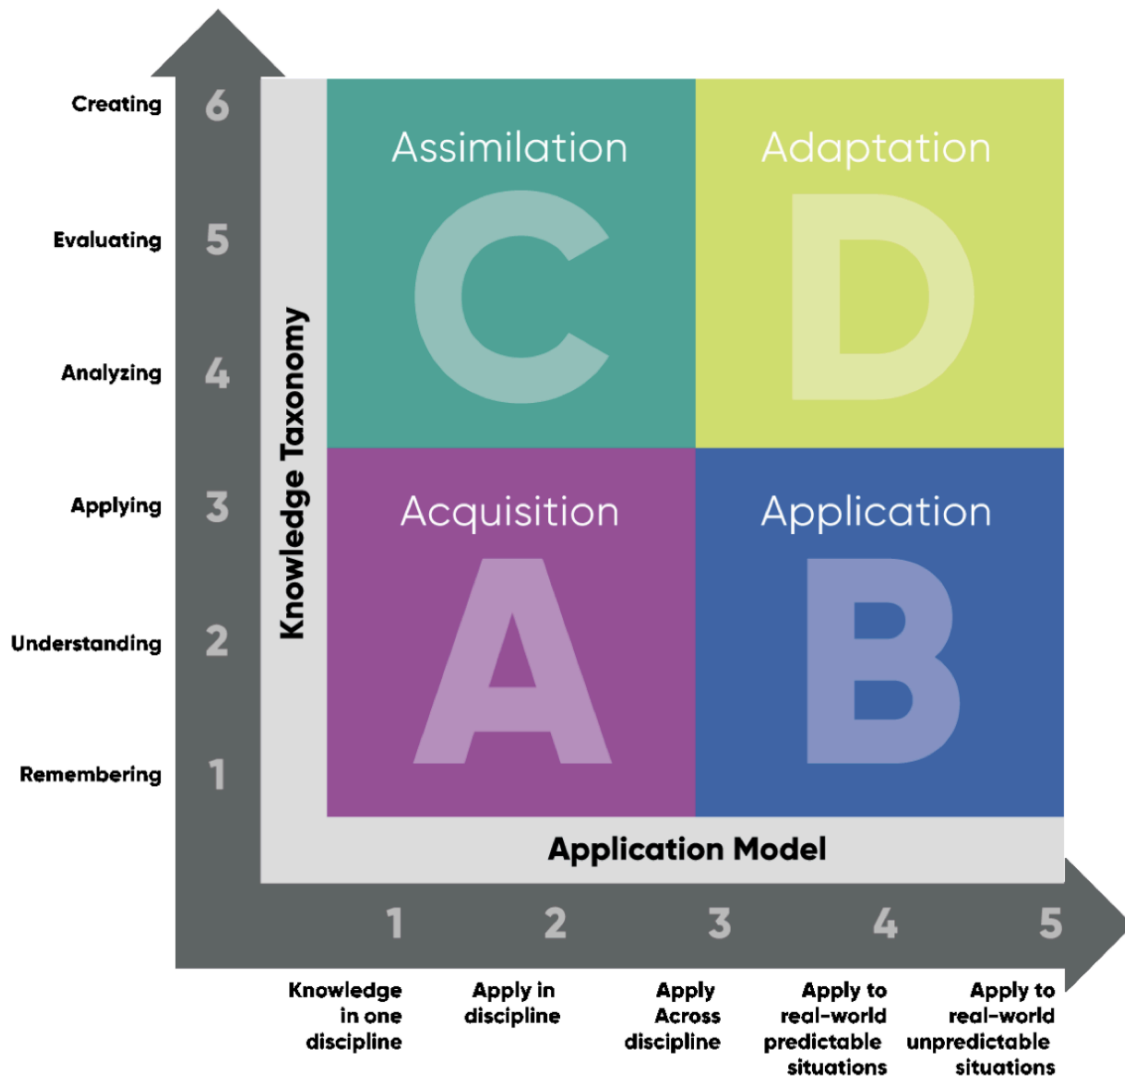 Creating
6
Assimilation
Adaptation
C
D
Evaluating
5
Analyzing
4
Knowledge Taxonomy
Applying
3
Acquisition
Application
A
B
Understanding
2
Remembering
1
Application Model
1
2
3
4
5
Knowledge
in one
discipline
Apply in
discipline
Apply
Across
discipline
Apply to
real-world
predictable
situations
Apply to
real-world
unpredictable
situations